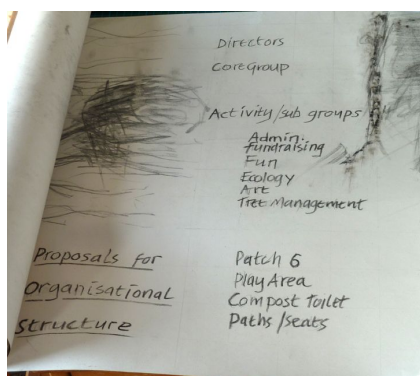 Directors
Core Group
Activity/sub groups
Admin.
fundraising
Fun
Ecology
Art
Tree Management
Proposals for
Organisational
Structure
Patch 6
Play Area
Compost Toilet
Paths/seats